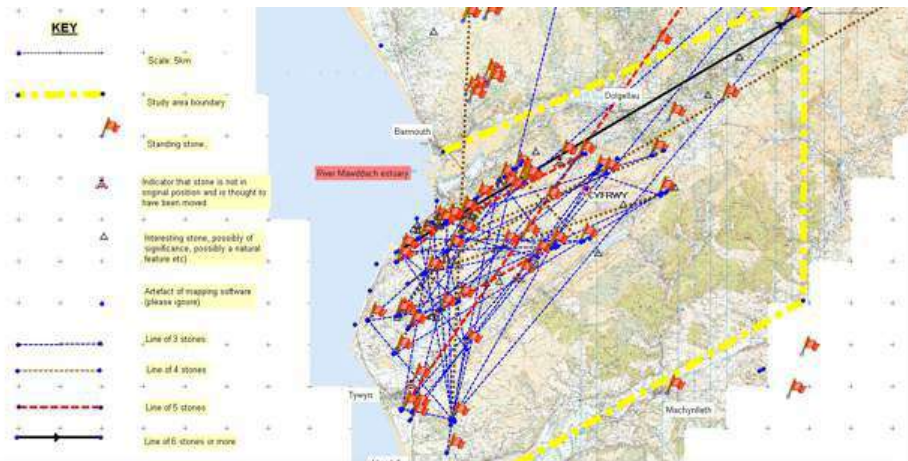 KEY
Scale: 5km
Study area boundary
Standing stone.
Indicator that stone is not in
original position and is thought to
have been moved
Interesting stone, possibly of
significance, possibly a natural
feature etc)
Artefact of mapping software
(please ignore)
Line of 3 stones
Line of 4 stones
Line of 5 stones
Line of 6 stones or more
Dolgellau
Barmouth
River Mawddach estuary
CYFRWY
Tywyn
Machynlleth